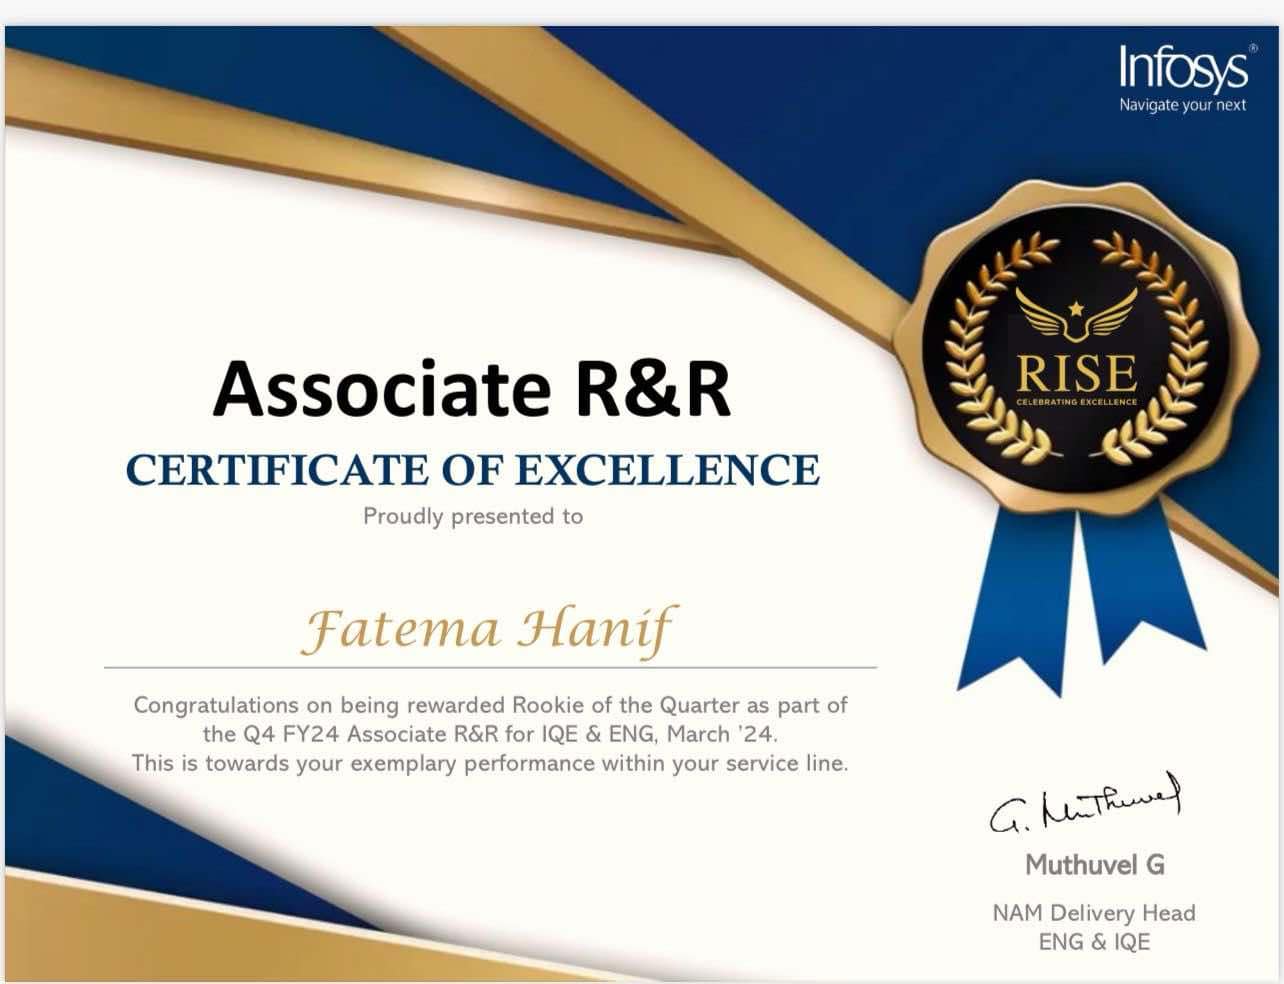 Infosys®
Navigate your next
RISE
CELEBRATING EXCELLENCE
Associate R&R
CERTIFICATE OF EXCELLENCE
Proudly presented to
Fatema Hanif
Congratulations on being rewarded Rookie of the Quarter as part of
the Q4 FY24 Associate R&R for IQE & ENG, March '24.
This is towards your exemplary performance within your service line.
G. Muthuvel
Muthuvel G
NAM Delivery Head
ENG & IQE